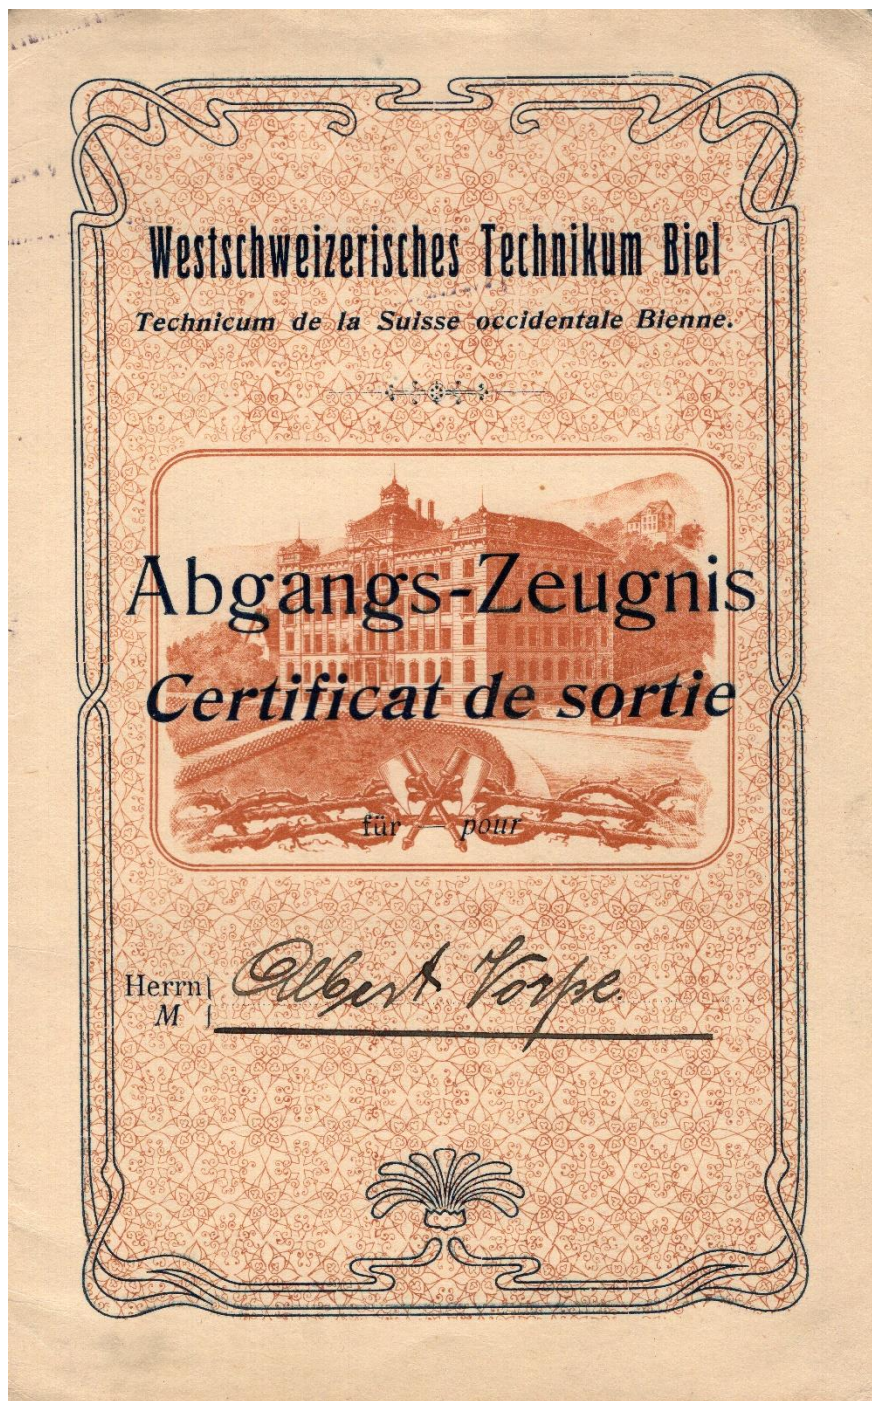 Westschweizerisches Technikum Biel
Technicum de la Suisse occidentale Bienne.
Abgangs-Zeugnis
Certificat de sortie
für — pour
Herrn
M
Albert Vorpe.